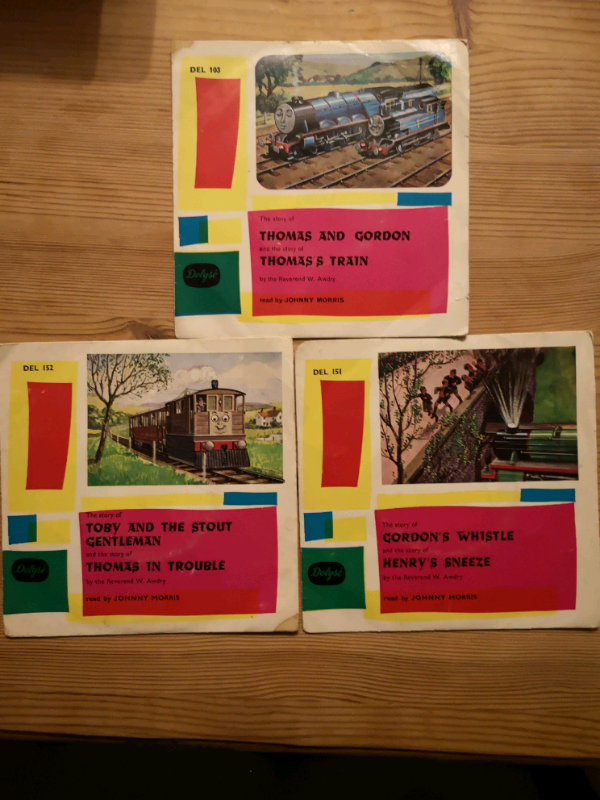 DEL 103
The story of
THOMAS AND GORDON
and the story of
THOMAS'S TRAIN
by the Reverend W. Awdry
read by JOHNNY MORRIS
Delysé
DEL 152
The story of
TOBY AND THE STOUT
GENTLEMAN
and the story of
THOMAS IN TROUBLE
by the Reverend W. Awdry
read by JOHNNY MORRIS
Delysé
DEL 151
The story of
GORDON'S WHISTLE
and the story of
HENRY'S SNEEZE
by the Reverend W. Awdry
read by JOHNNY MORRIS
Delysé